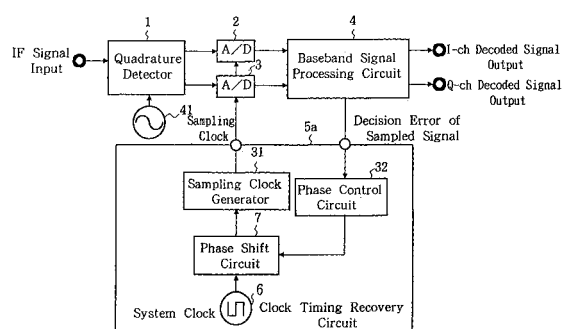 1
2
4
IF Signal
Input
Quadrature
Detector
A/D
3
A/D
Baseband Signal
Processing Circuit
I-ch Decoded Signal
Output
Q-ch Decoded Signal
Output
41
Sampling
Clock
Decision Error of
Sampled Signal
5a
31
Sampling Clock
Generator
32
Phase Control
Circuit
7
Phase Shift
Circuit
6
System Clock
Clock Timing Recovery
Circuit